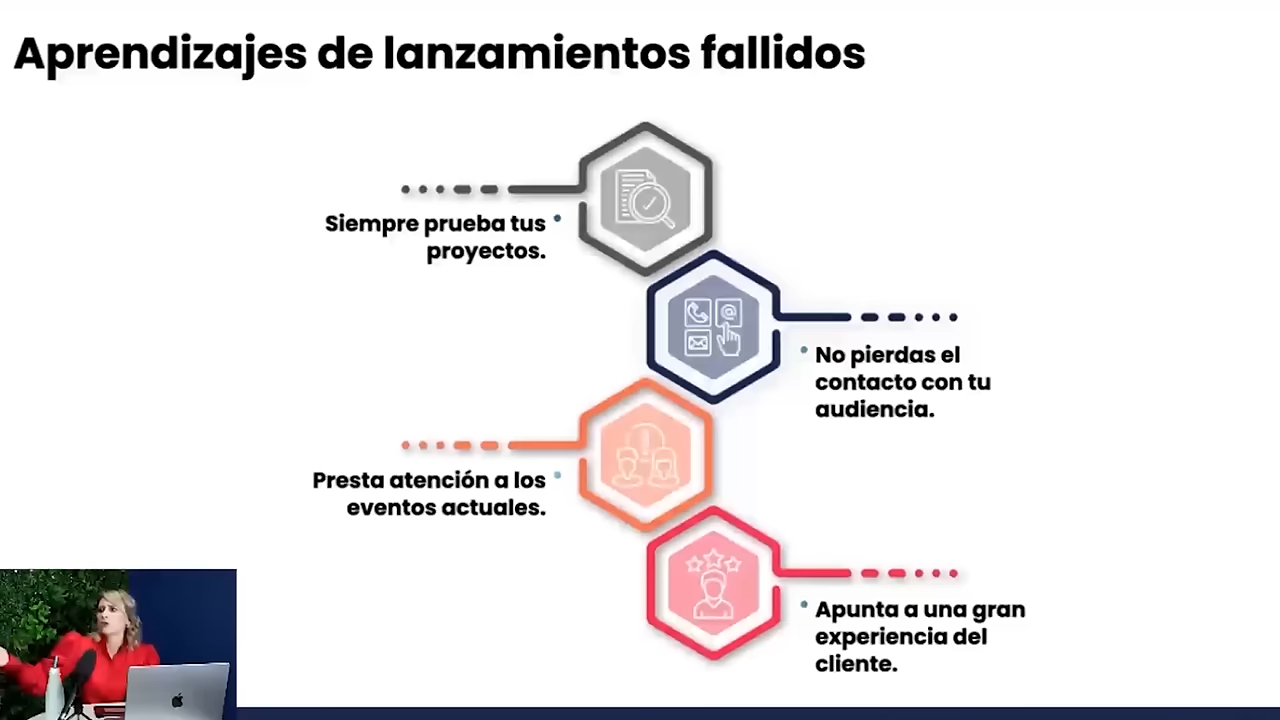 Aprendizajes de lanzamientos fallidos
Siempre prueba tus
proyectos.
No pierdas el
contacto con tu
audiencia.
Presta atención a los
eventos actuales.
Apunta a una gran
experiencia del
cliente.